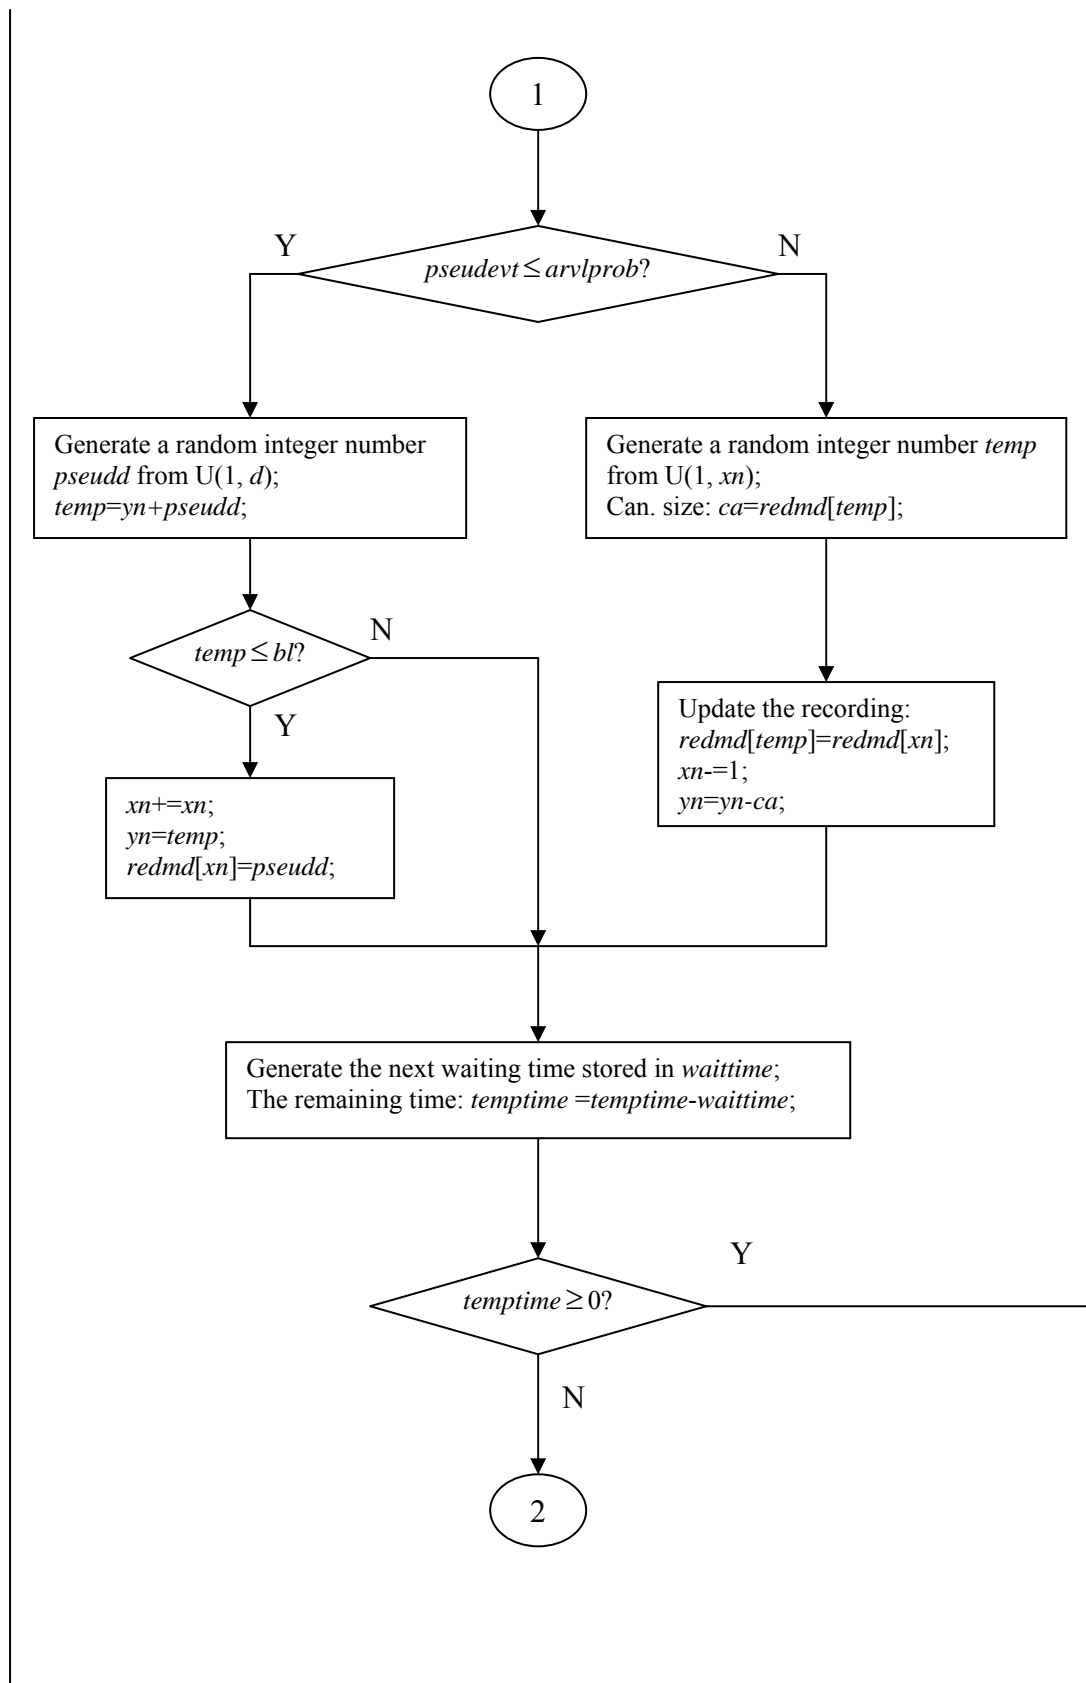 1
Y
N
pseudevt ≤ arvlprob?
Generate a random integer number
pseudd from U(1, d);
temp=yn+pseudd;
Generate a random integer number temp
from U(1, xn);
Can. size: ca=redmd[temp];
temp ≤ bl?
N
Y
xn+=xn;
yn=temp;
redmd[xn]=pseudd;
Update the recording:
redmd[temp]=redmd[xn];
xn-=1;
yn=yn-ca;
Generate the next waiting time stored in waittime;
The remaining time: temptime =temptime-waittime;
temptime ≥ 0?
Y
N
2